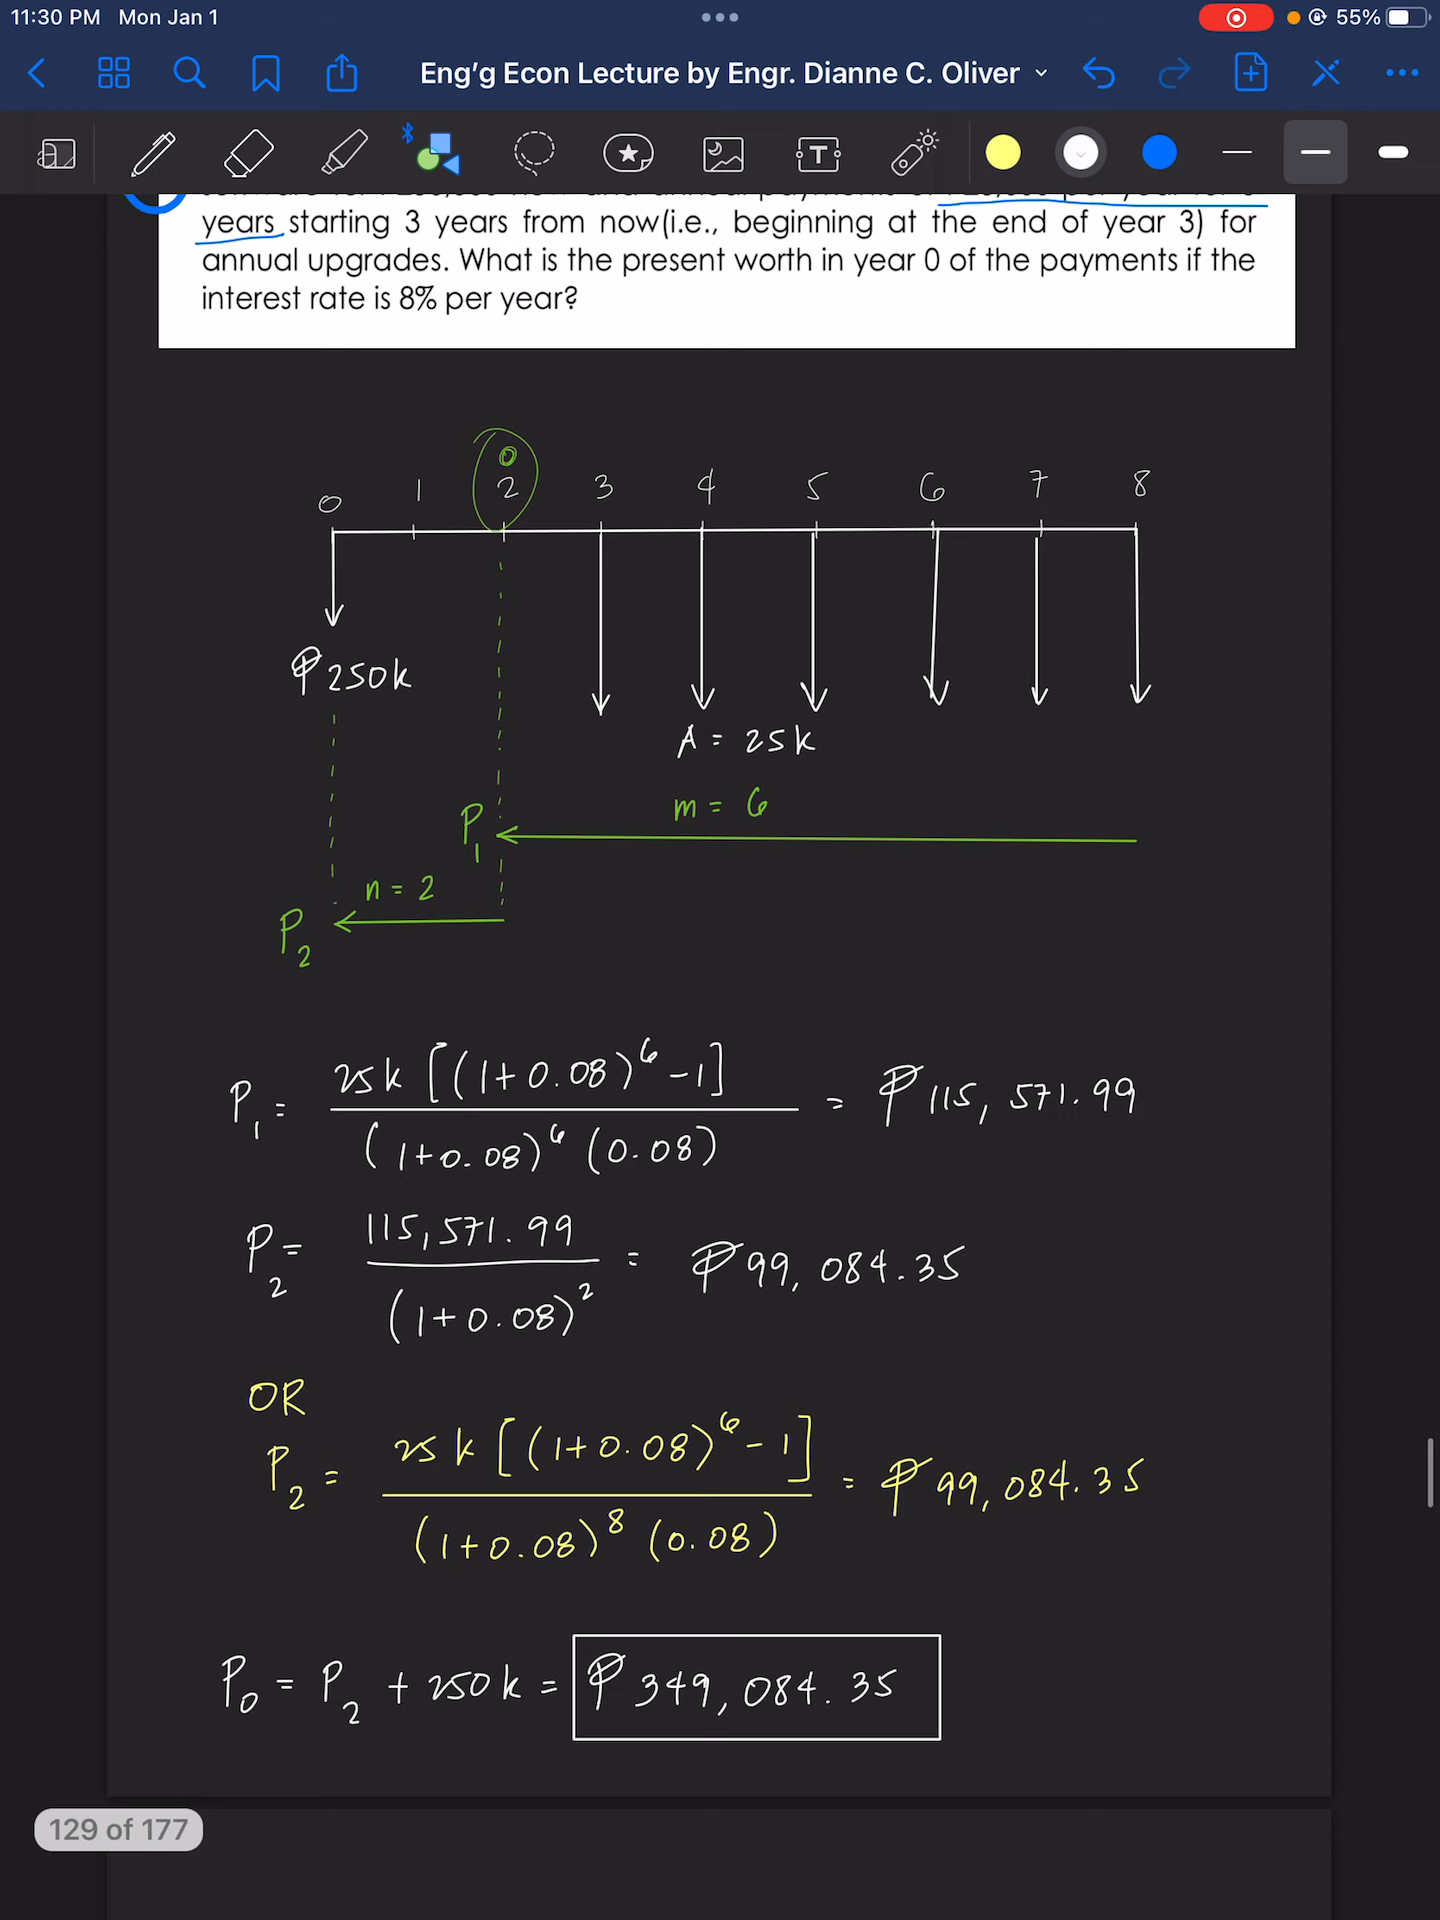 11:30 PM Mon Jan 1
55%
Eng'g Econ Lecture by Engr. Dianne C. Oliver
years starting 3 years from now(i.e., beginning at the end of year 3) for
annual upgrades. What is the present worth in year 0 of the payments if the
interest rate is 8% per year?
0
0 1 2 3 4 5 6 7 8
₱250k
A = 25k
m = 6
P1
n = 2
P2
P1 = 25k [(1+0.08)^6 -1] / (1+0.08)^6 (0.08) = ₱115,571.99
P2 = 115,571.99 / (1+0.08)^2 = ₱99,084.35
OR
P2 = 25k [(1+0.08)^6 - 1] / (1+0.08)^8 (0.08) = ₱99,084.35
P0 = P2 + 250k = ₱349,084.35
129 of 177